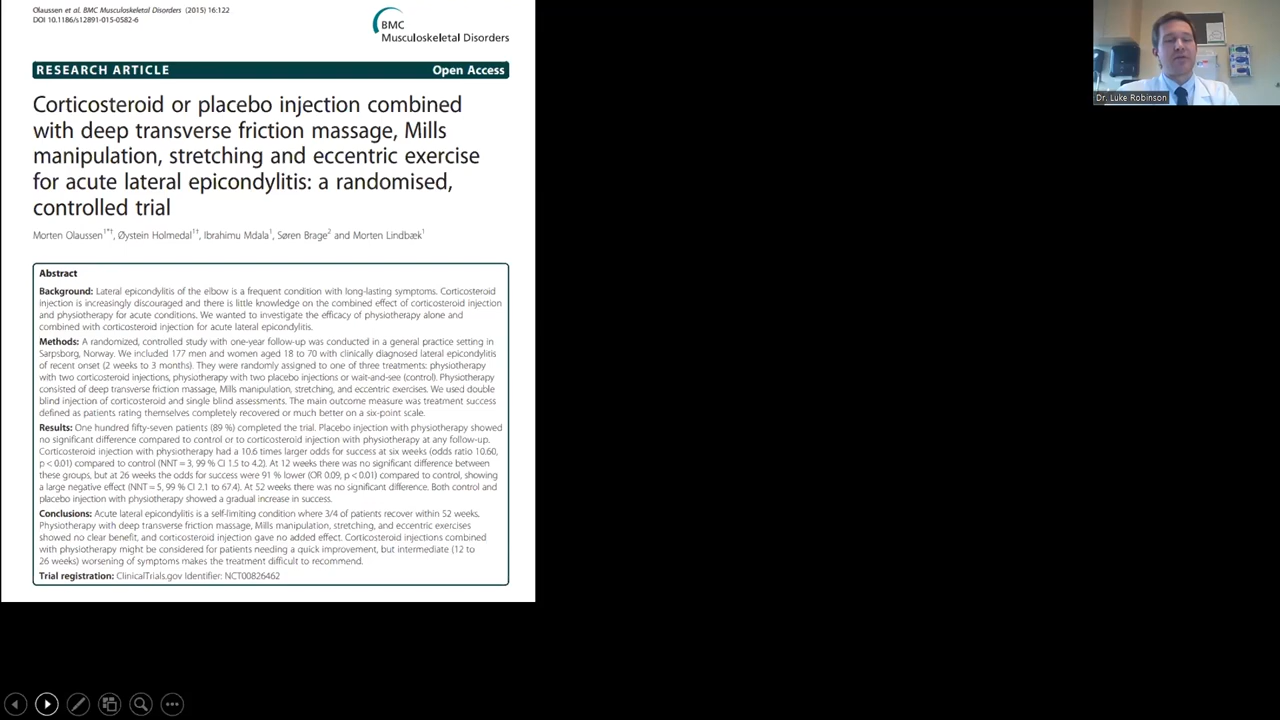 Olaussen et al. BMC Musculoskeletal Disorders (2015) 16:122
DOI 10.1186/s12891-015-0582-6
BMC
Musculoskeletal Disorders
RESEARCH ARTICLE Open Access
Corticosteroid or placebo injection combined
with deep transverse friction massage, Mills
manipulation, stretching and eccentric exercise
for acute lateral epicondylitis: a randomised,
controlled trial
Morten Olaussen1*†, Øystein Holmedal1†, Ibrahimu Mdala1, Søren Brage2 and Morten Lindbæk1
Abstract
Background: Lateral epicondylitis of the elbow is a frequent condition with long-lasting symptoms. Corticosteroid
injection is increasingly discouraged and there is little knowledge on the combined effect of corticosteroid injection
and physiotherapy for acute conditions. We wanted to investigate the efficacy of physiotherapy alone and
combined with corticosteroid injection for acute lateral epicondylitis.
Methods: A randomized, controlled study with one-year follow-up was conducted in a general practice setting in
Sarpsborg, Norway. We included 177 men and women aged 18 to 70 with clinically diagnosed lateral epicondylitis
of recent onset (2 weeks to 3 months). They were randomly assigned to one of three treatments: physiotherapy
with two corticosteroid injections, physiotherapy with two placebo injections or wait-and-see (control). Physiotherapy
consisted of deep transverse friction massage, Mills manipulation, stretching, and eccentric exercises. We used double
blind injection of corticosteroid and single blind assessments. The main outcome measure was treatment success
defined as patients rating themselves completely recovered or much better on a six-point scale.
Results: One hundred fifty-seven patients (89 %) completed the trial. Placebo injection with physiotherapy showed
no significant difference compared to control or to corticosteroid injection with physiotherapy at any follow-up.
Corticosteroid injection with physiotherapy had a 10.6 times larger odds for success at six weeks (odds ratio 10.60,
p < 0.01) compared to control (NNT = 3, 99 % CI 1.5 to 4.2). At 12 weeks there was no significant difference between
these groups, but at 26 weeks the odds for success were 91 % lower (OR 0.09, p < 0.01) compared to control, showing
a large negative effect (NNT = 5, 99 % CI 2.1 to 67.4). At 52 weeks there was no significant difference. Both control and
placebo injection with physiotherapy showed a gradual increase in success.
Conclusions: Acute lateral epicondylitis is a self-limiting condition where 3/4 of patients recover within 52 weeks.
Physiotherapy with deep transverse friction massage, Mills manipulation, stretching, and eccentric exercises
showed no clear benefit, and corticosteroid injection gave no added effect. Corticosteroid injections combined
with physiotherapy might be considered for patients needing a quick improvement, but intermediate (12 to
26 weeks) worsening of symptoms makes the treatment difficult to recommend.
Trial registration: ClinicalTrials.gov Identifier: NCT00826462
Dr. Luke Robinson